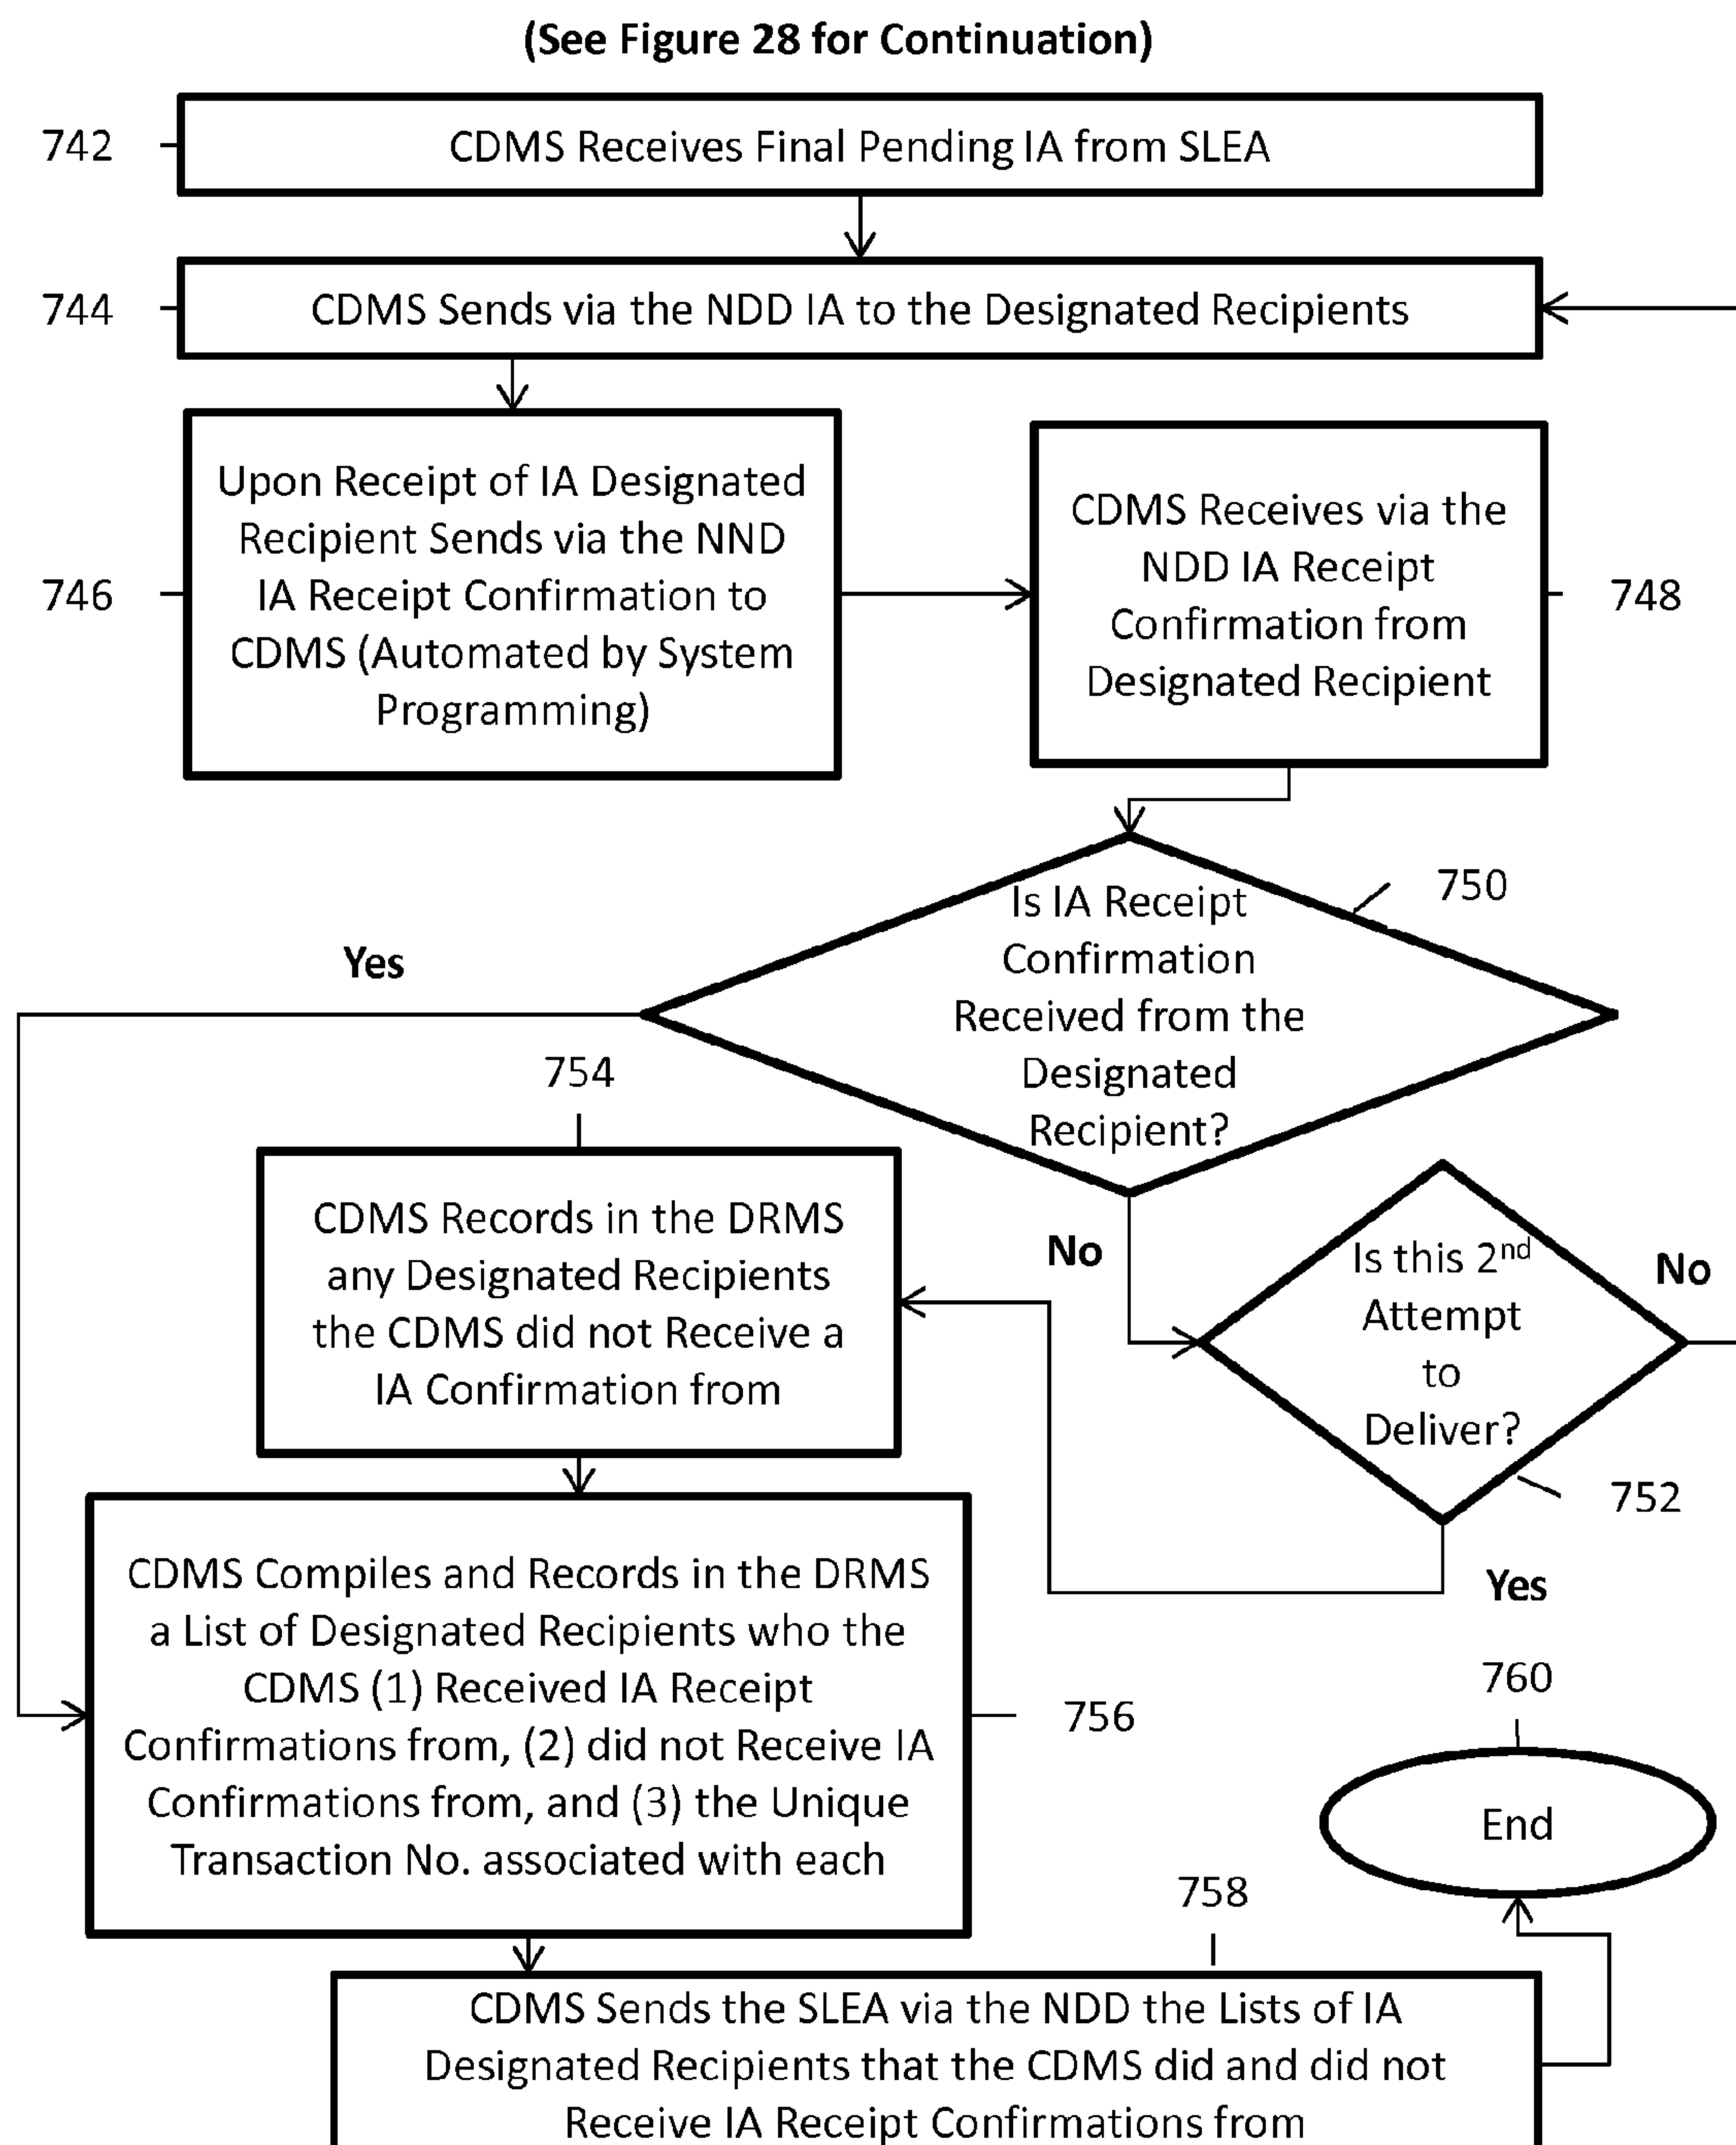 (See Figure 28 for Continuation)
742
CDMS Receives Final Pending IA from SLEA
744
CDMS Sends via the NDD IA to the Designated Recipients
746
Upon Receipt of IA Designated
Recipient Sends via the NND
IA Receipt Confirmation to
CDMS (Automated by System
Programming)
CDMS Receives via the
NDD IA Receipt
Confirmation from
Designated Recipient
748
750
Is IA Receipt
Confirmation
Received from the
Designated
Recipient?
Yes
No
754
CDMS Records in the DRMS
any Designated Recipients
the CDMS did not Receive a
IA Confirmation from
Is this 2nd
Attempt
to
Deliver?
No
752
Yes
CDMS Compiles and Records in the DRMS
a List of Designated Recipients who the
CDMS (1) Received IA Receipt
Confirmations from, (2) did not Receive IA
Confirmations from, and (3) the Unique
Transaction No. associated with each
756
760
End
758
CDMS Sends the SLEA via the NDD the Lists of IA
Designated Recipients that the CDMS did and did not
Receive IA Receipt Confirmations from